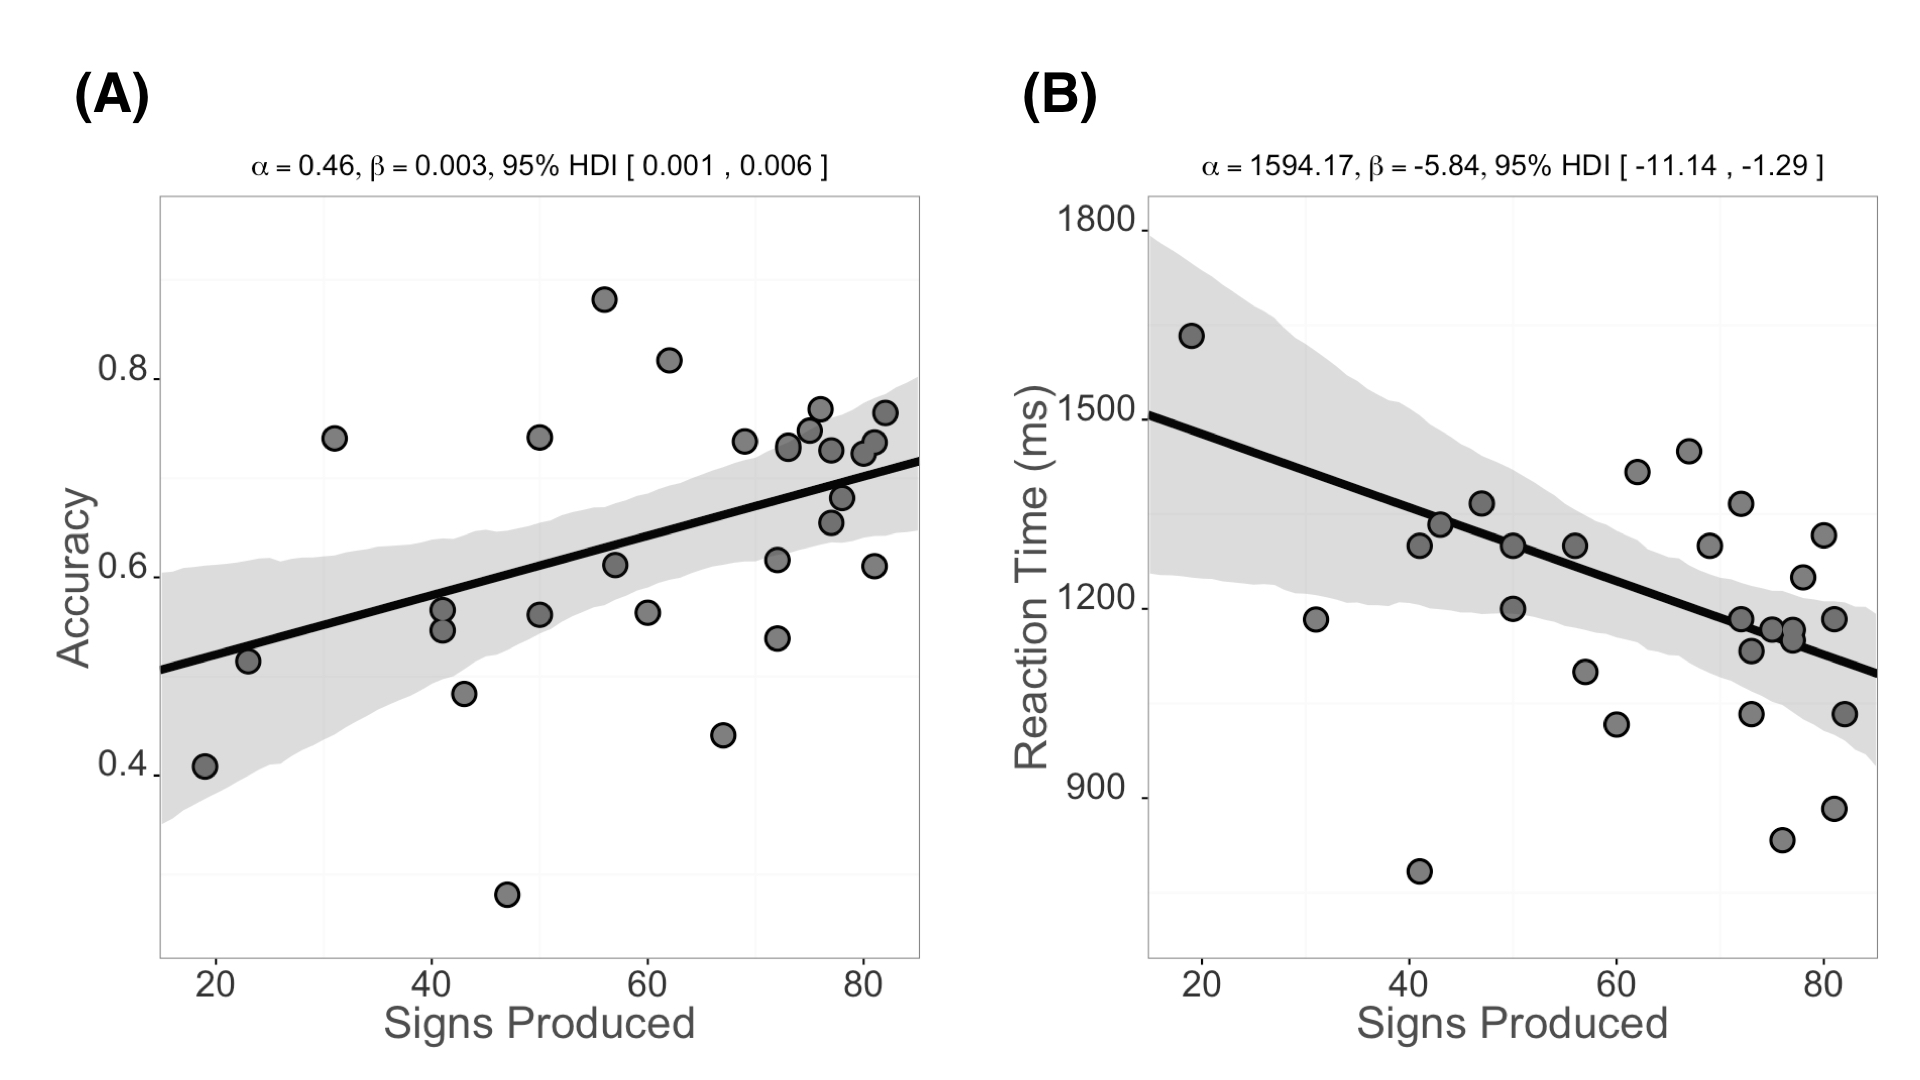 (A)
α = 0.46, β = 0.003, 95% HDI [ 0.001 , 0.006 ]
Accuracy
0.8
0.6
0.4
20 40 60 80
Signs Produced
(B)
α = 1594.17, β = -5.84, 95% HDI [ -11.14 , -1.29 ]
Reaction Time (ms)
1800
1500
1200
900
20 40 60 80
Signs Produced